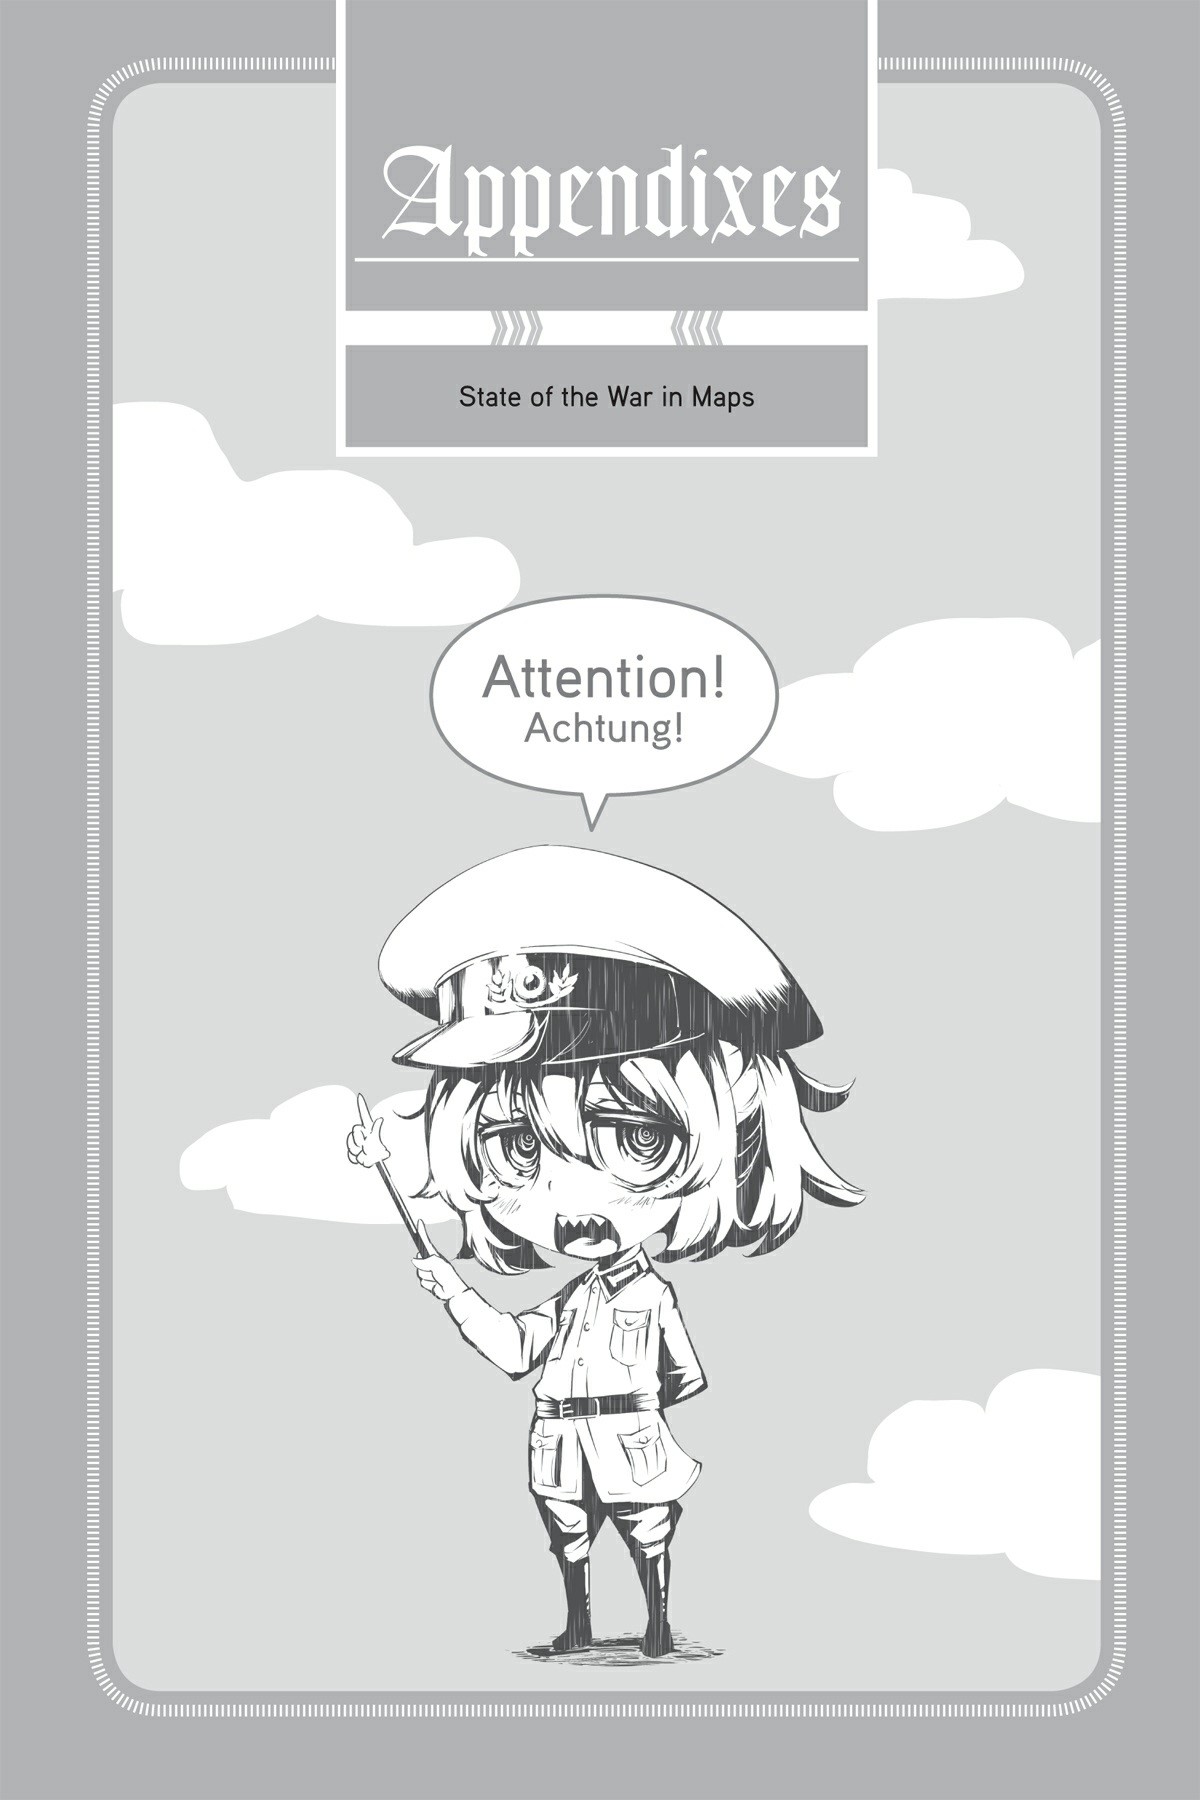 Appendixes
State of the War in Maps
Attention!
Achtung!